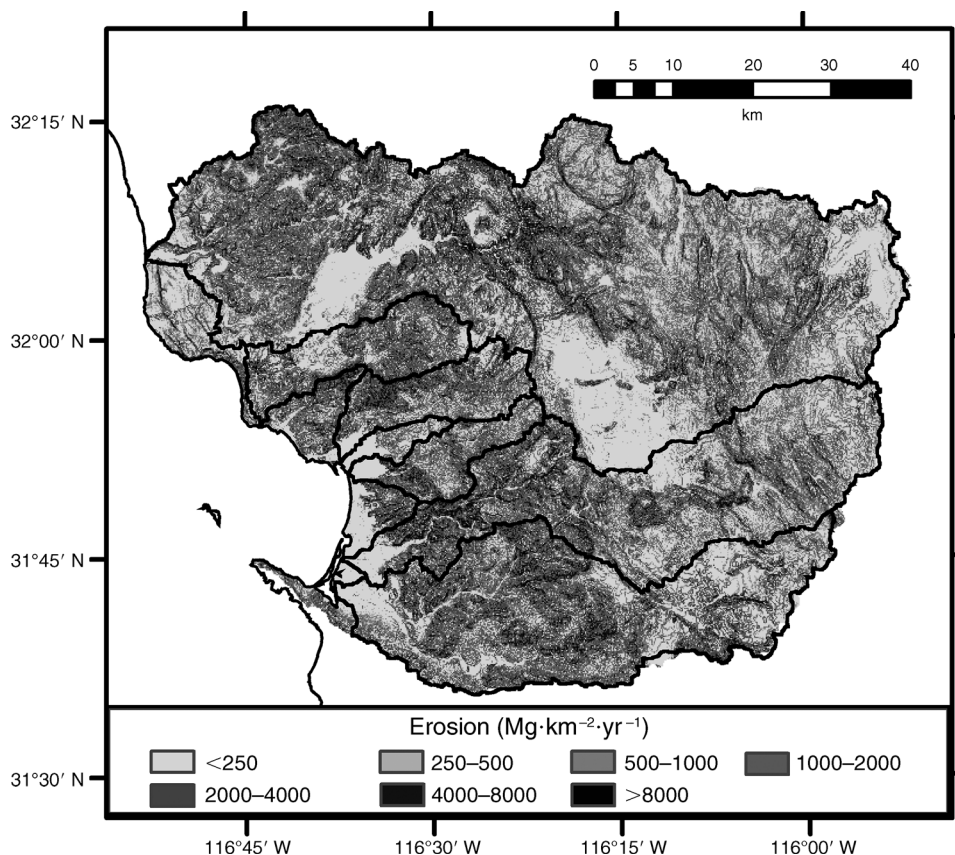 0 5 10 20 30 40
km
32°15′ N
32°00′ N
31°45′ N
31°30′ N
Erosion (Mg·km⁻²·yr⁻¹)
<250 250–500 500–1000 1000–2000
2000–4000 4000–8000 >8000
116°45′ W 116°30′ W 116°15′ W 116°00′ W